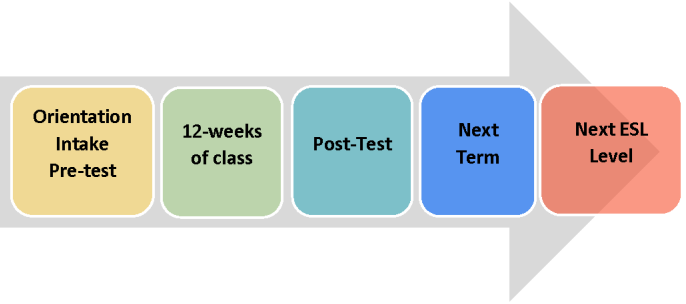 Orientation
Intake
Pre-test
12-weeks
of class
Post-Test
Next
Term
Next ESL
Level